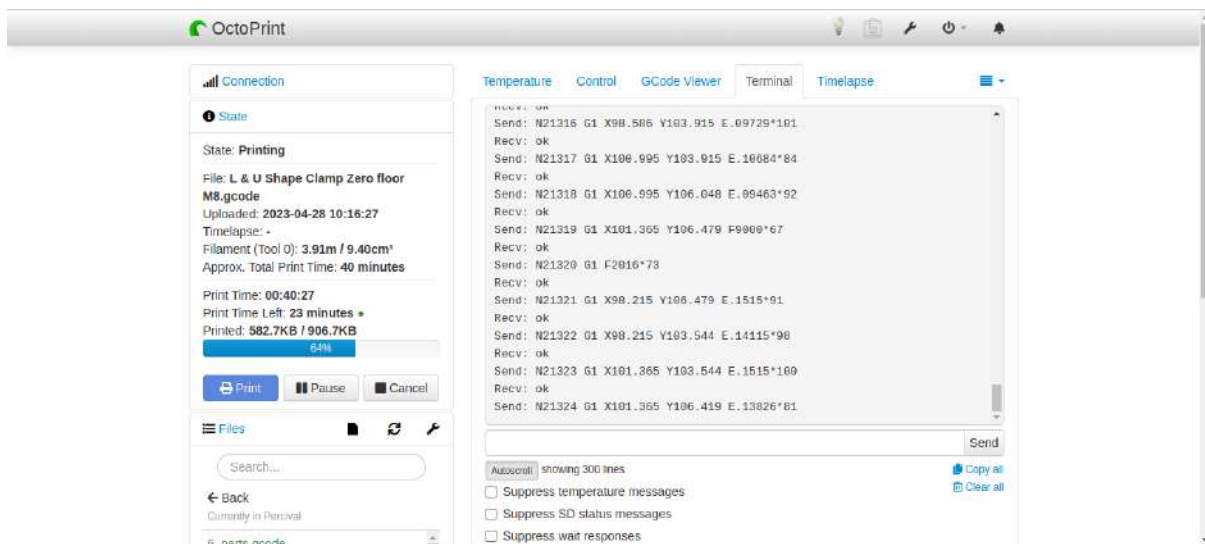 OctoPrint
Connection
State
State: Printing
File: L & U Shape Clamp Zero floor
M8.gcode
Uploaded: 2023-04-28 10:16:27
Timelapse: -
Filament (Tool 0): 3.91m / 9.40cm³
Approx. Total Print Time: 40 minutes
Print Time: 00:40:27
Print Time Left: 23 minutes
Printed: 582.7KB / 906.7KB
64%
Print Pause Cancel
Files
Search...
Back
Currently in Percival
Temperature Control GCode Viewer Terminal Timelapse
Recv: ok
Send: N21316 G1 X98.586 Y103.915 E.09729*101
Recv: ok
Send: N21317 G1 X100.995 Y103.915 E.10684*84
Recv: ok
Send: N21318 G1 X100.995 Y106.048 E.09463*92
Recv: ok
Send: N21319 G1 X101.365 Y106.479 F9000*67
Recv: ok
Send: N21320 G1 F2016*73
Recv: ok
Send: N21321 G1 X98.215 Y106.479 E.1515*91
Recv: ok
Send: N21322 G1 X98.215 Y103.544 E.14115*98
Recv: ok
Send: N21323 G1 X101.365 Y103.544 E.1515*100
Recv: ok
Send: N21324 G1 X101.365 Y106.419 E.13826*81
Send
Autoscroll showing 300 lines
Copy all
Clear all
Suppress temperature messages
Suppress SD status messages
Suppress wait responses